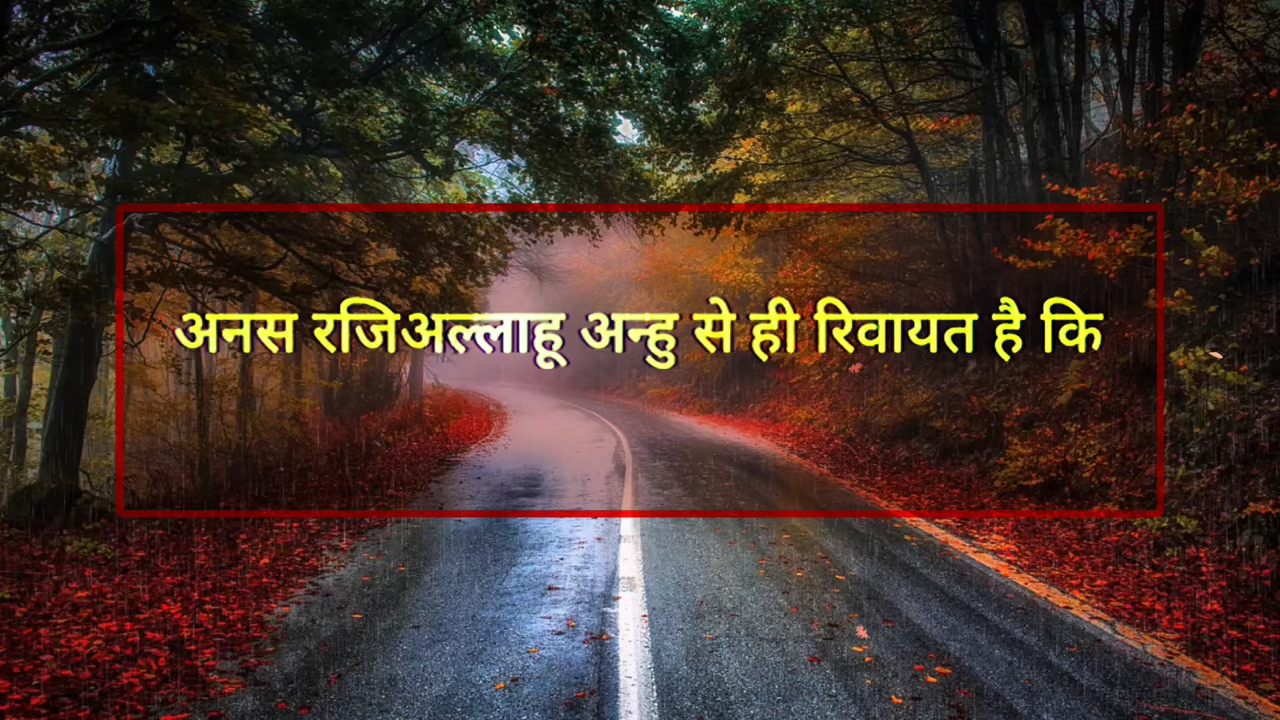 अनस रजिअल्लाहू अन्हु से ही रिवायत है कि